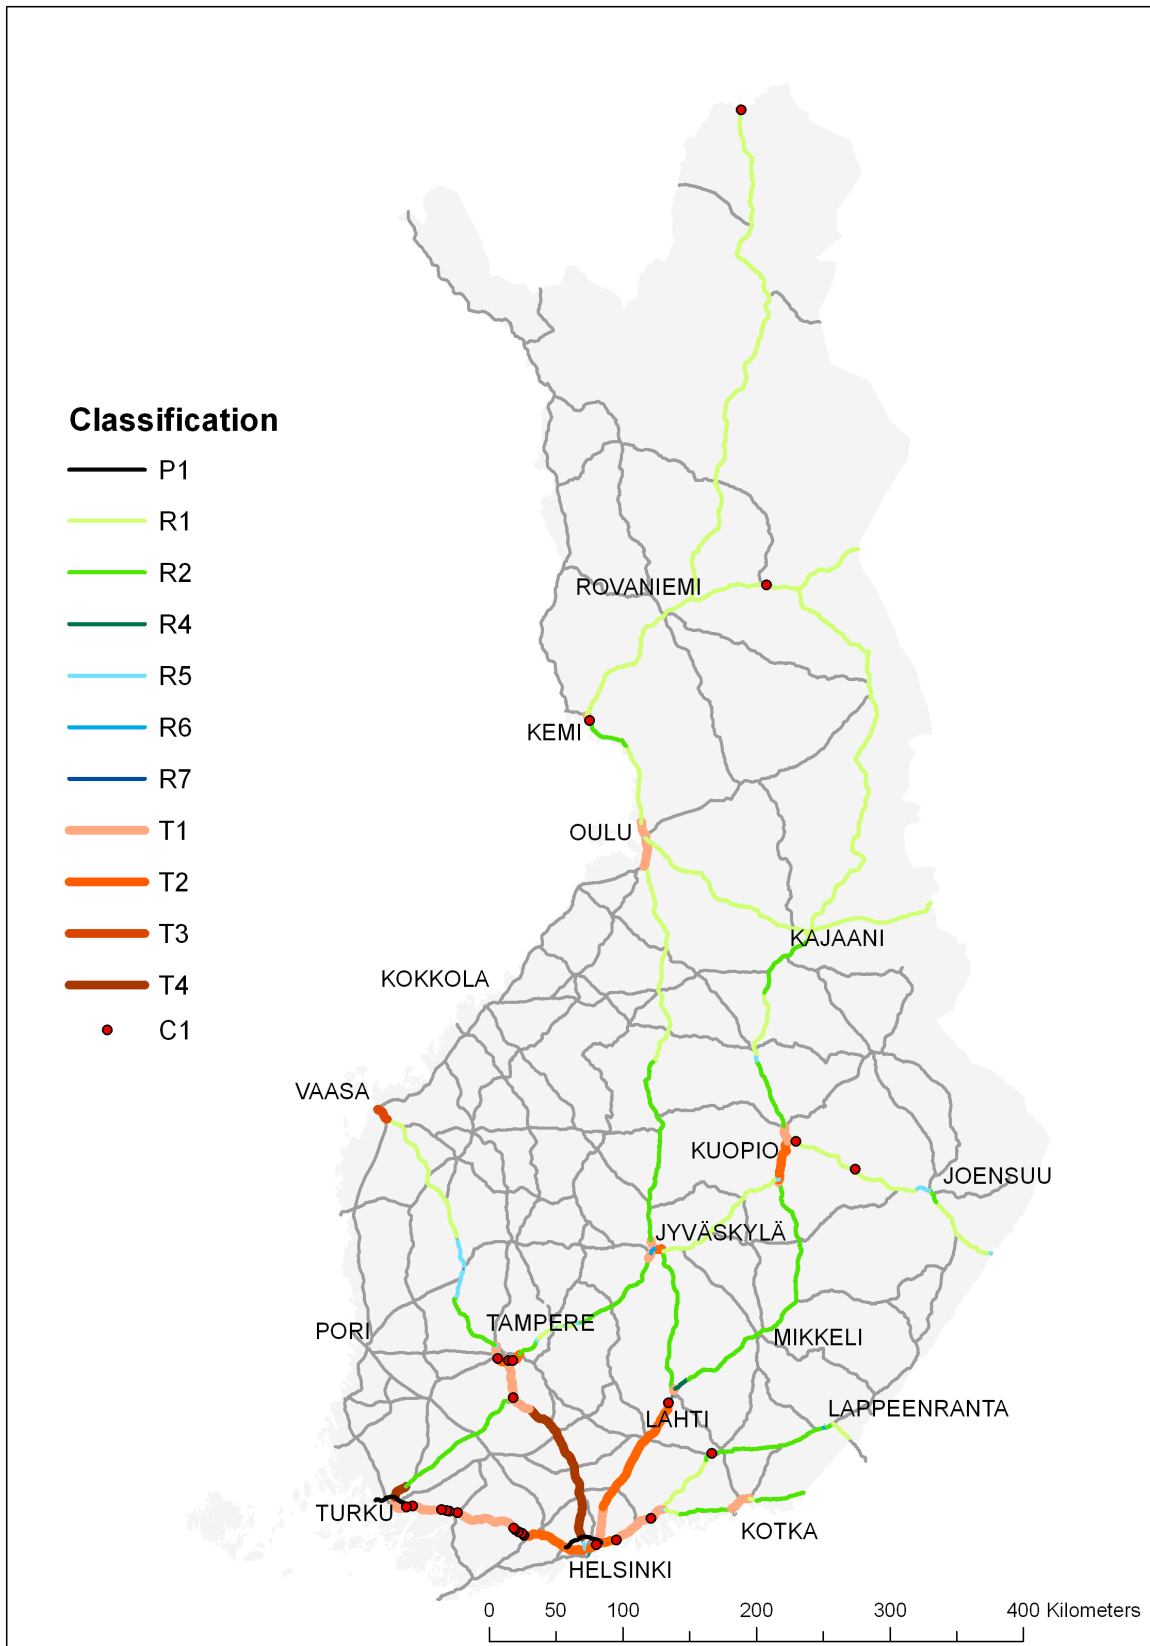 Classification
P1
R1
R2
R4
R5
R6
R7
T1
T2
T3
T4
C1
ROVANIEMI
KEMI
OULU
KAJAANI
KOKKOLA
VAASA
KUOPIO
JOENSUU
JYVÄSKYLÄ
TAMPERE
PORI
MIKKELI
LAHTI
LAPPEENRANTA
TURKU
KOTKA
HELSINKI
0 50 100 200 300 400 Kilometers